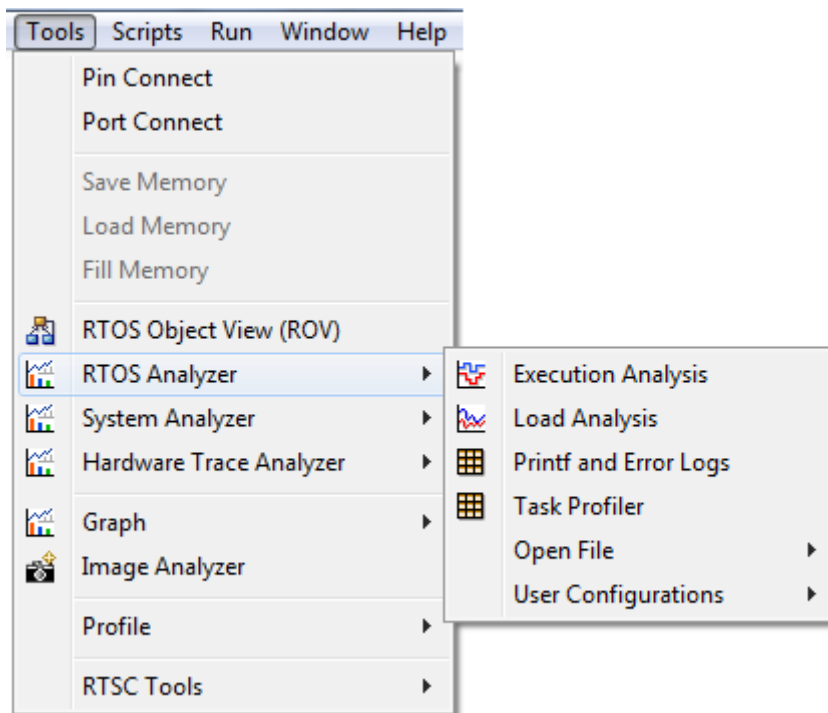 Tools Scripts Run Window Help
Pin Connect
Port Connect
Save Memory
Load Memory
Fill Memory
RTOS Object View (ROV)
RTOS Analyzer
System Analyzer
Hardware Trace Analyzer
Graph
Image Analyzer
Profile
RTSC Tools
Execution Analysis
Load Analysis
Printf and Error Logs
Task Profiler
Open File
User Configurations